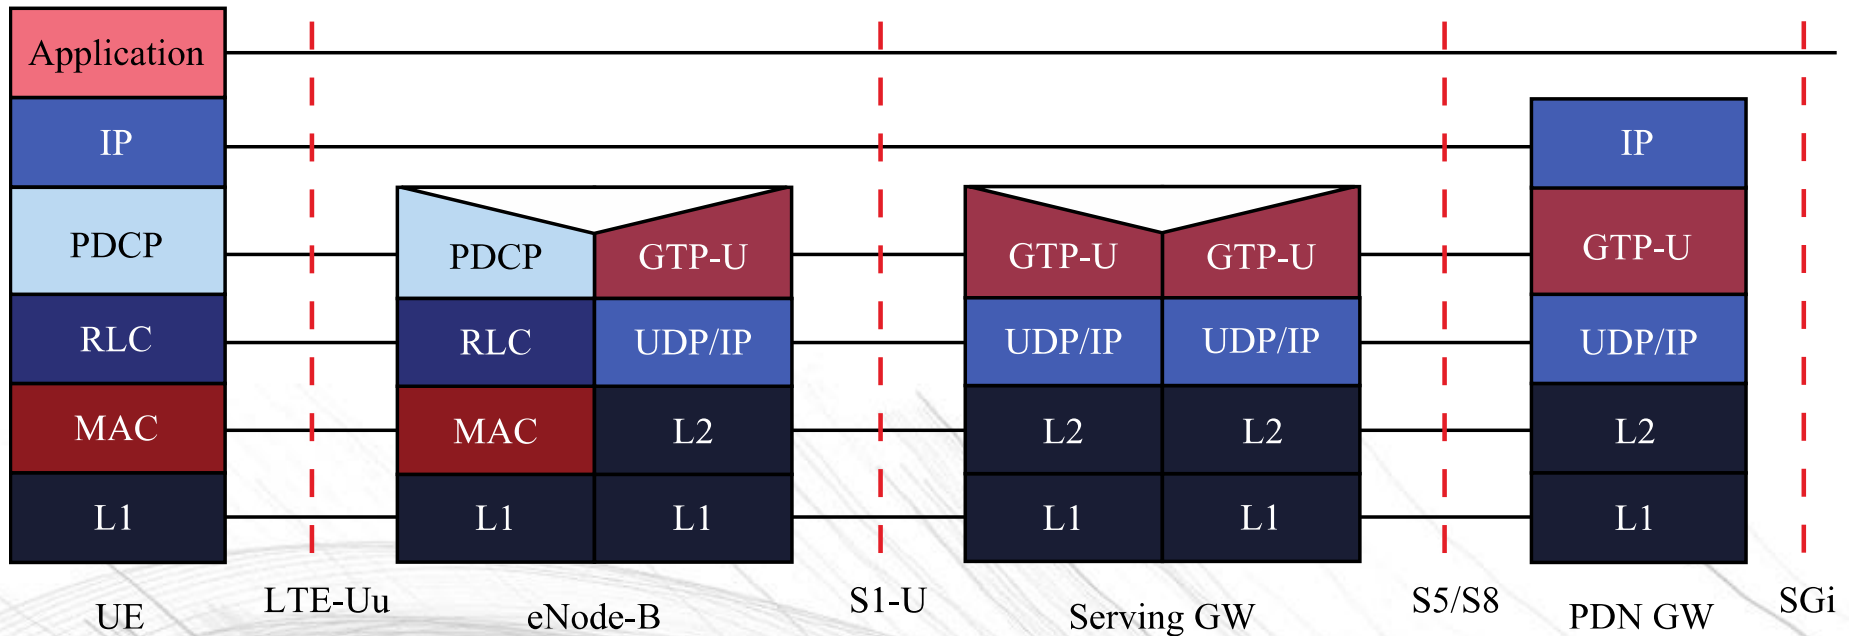 Application
IP IP
PDCP PDCP GTP-U GTP-U GTP-U GTP-U
RLC RLC UDP/IP UDP/IP UDP/IP UDP/IP
MAC MAC L2 L2 L2 L2
L1 L1 L1 L1 L1 L1
UE LTE-Uu eNode-B S1-U Serving GW S5/S8 PDN GW SGi